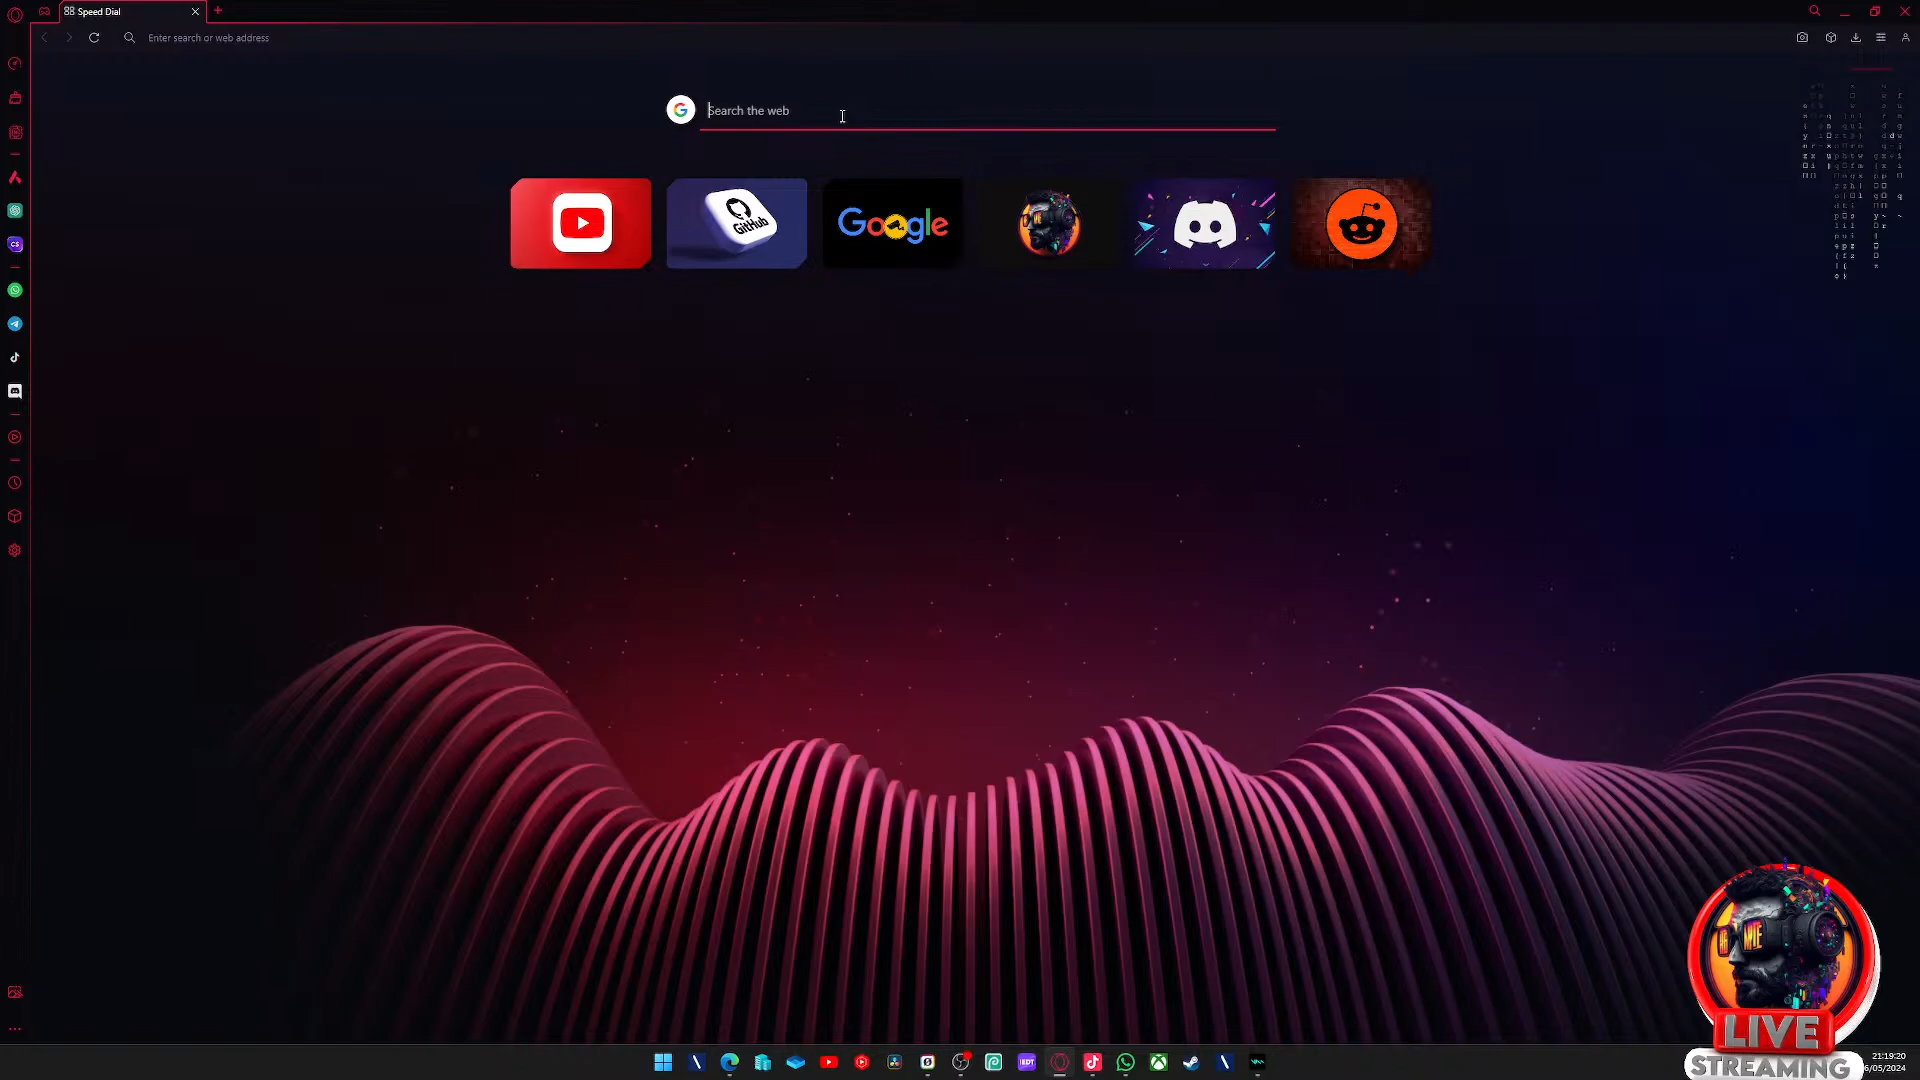 Speed Dial
Enter search or web address
Search the web
GitHub
Google
CS
LIVE
STREAMING
21:19:20
6/05/2024